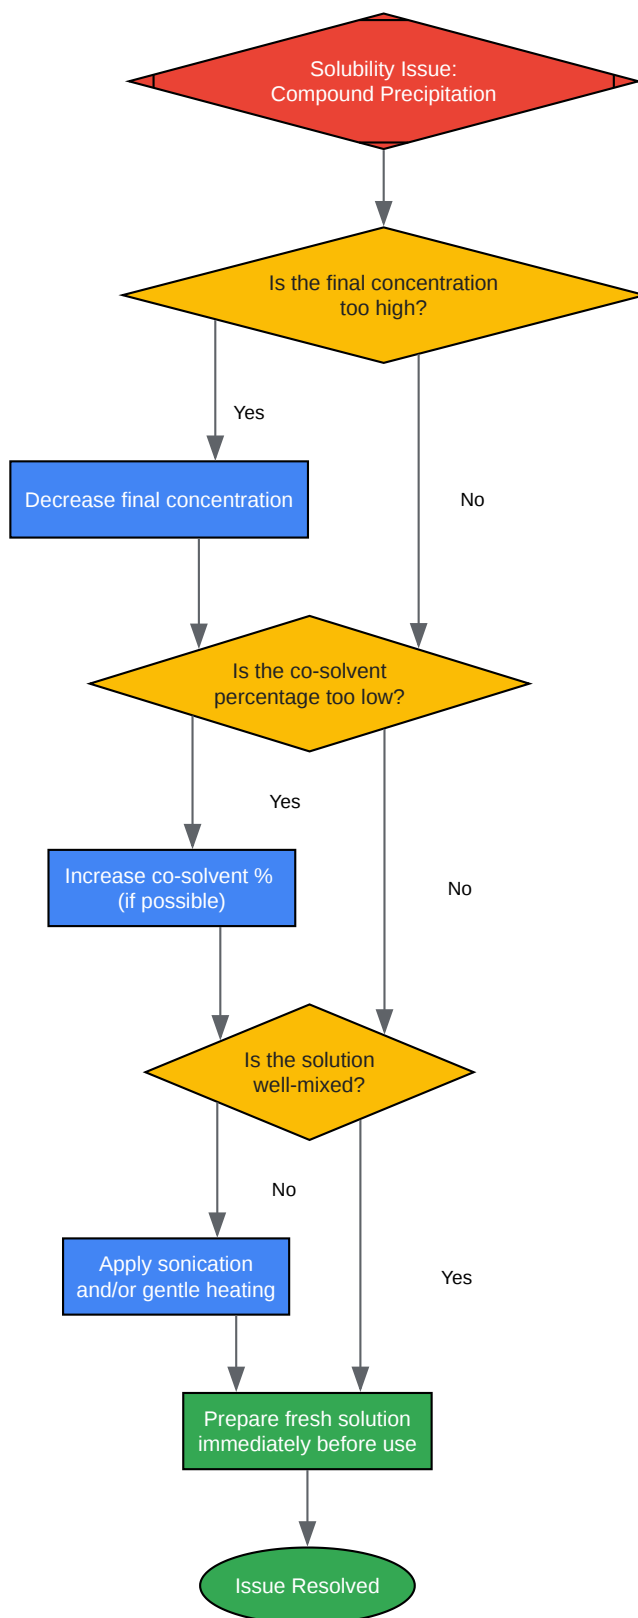 Solubility Issue:
Compound Precipitation
Is the final concentration
too high?
Yes
Decrease final concentration
No
Is the co-solvent
percentage too low?
Yes
Increase co-solvent %
(if possible)
No
Is the solution
well-mixed?
No
Apply sonication
and/or gentle heating
Yes
Prepare fresh solution
immediately before use
Issue Resolved